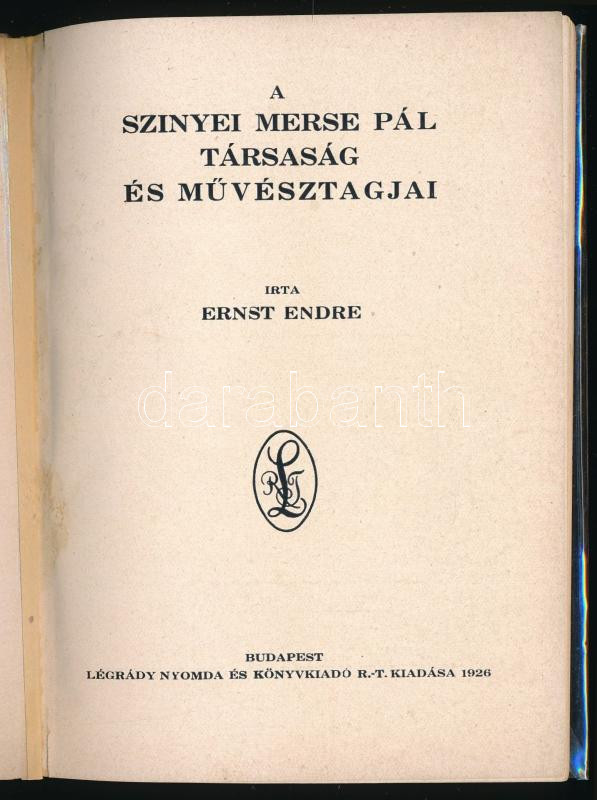 A
SZINYEI MERSE PÁL
TÁRSASÁG
ÉS MŰVÉSZTAGJAI
IRTA
ERNST ENDRE
darabanth
BUDAPEST
LÉGRÁDY NYOMDA ÉS KÖNYVKIADÓ R.-T. KIADÁSA 1926